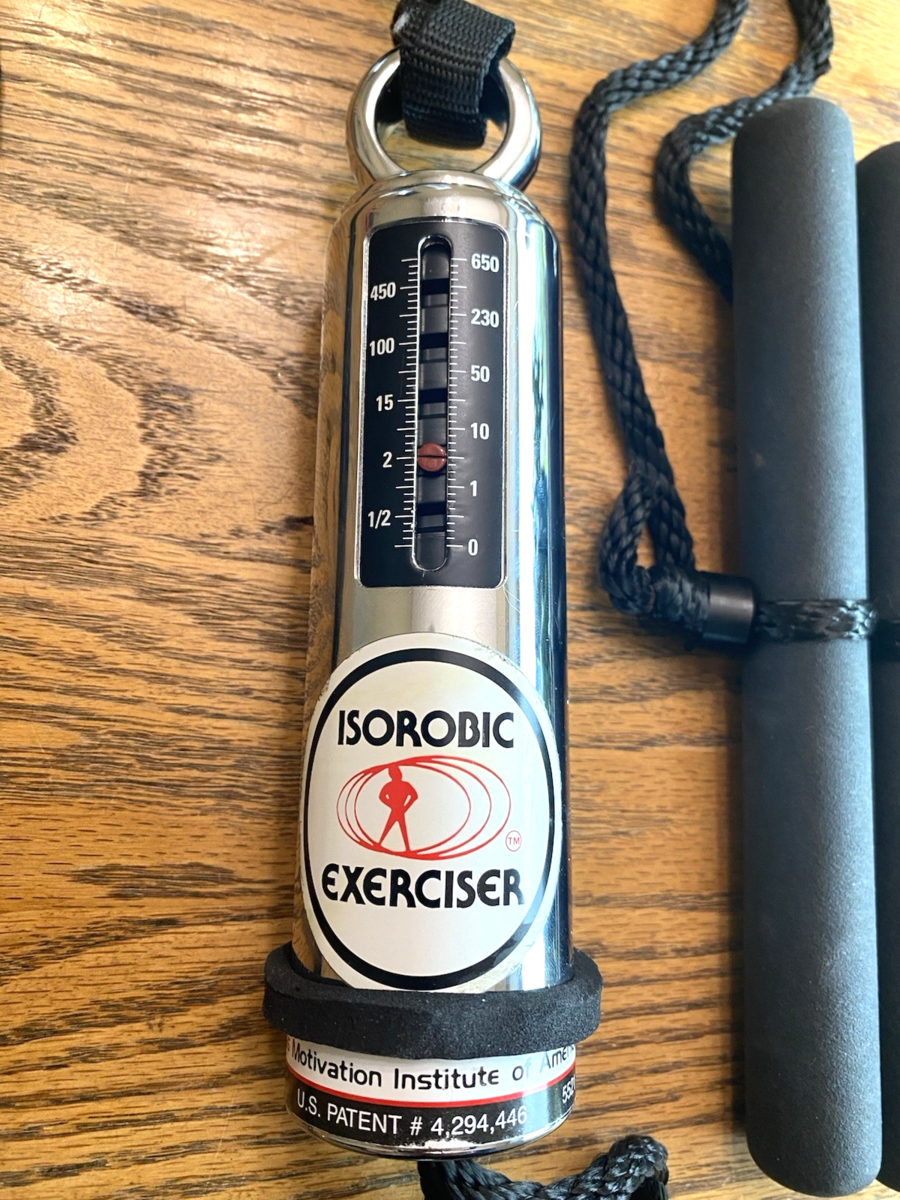 650
450
230
100
50
15
10
2
1
1/2
0
ISOROBIC
TM
EXERCISER
Motivation Institute of
U.S. PATENT # 4,294,446